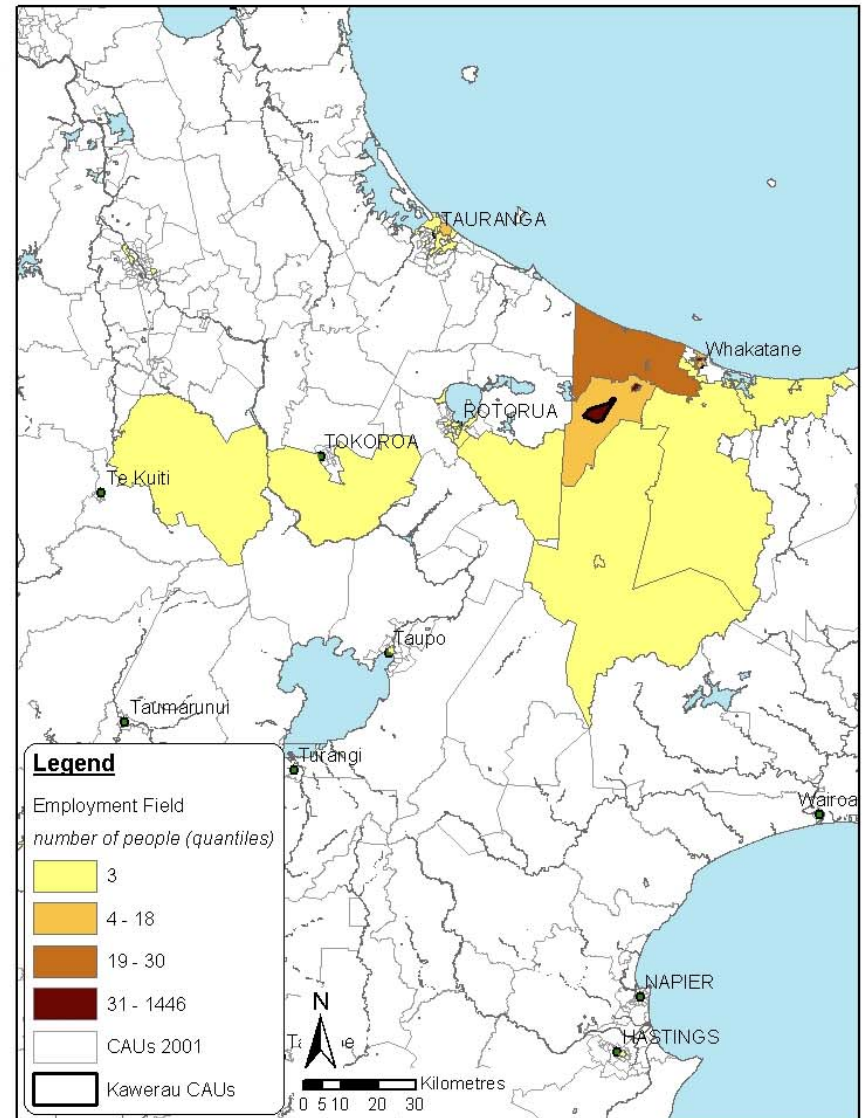 TAURANGA
Whakatane
ROTORUA
TOKOROA
Te Kuiti
Taupo
Taumarunui
Turangi
Wairoa
NAPIER
HASTINGS
Legend
Employment Field
number of people (quantiles)
3
4 - 18
19 - 30
31 - 1446
CAUs 2001
Kawerau CAUs
N
Kilometres
0 5 10 20 30